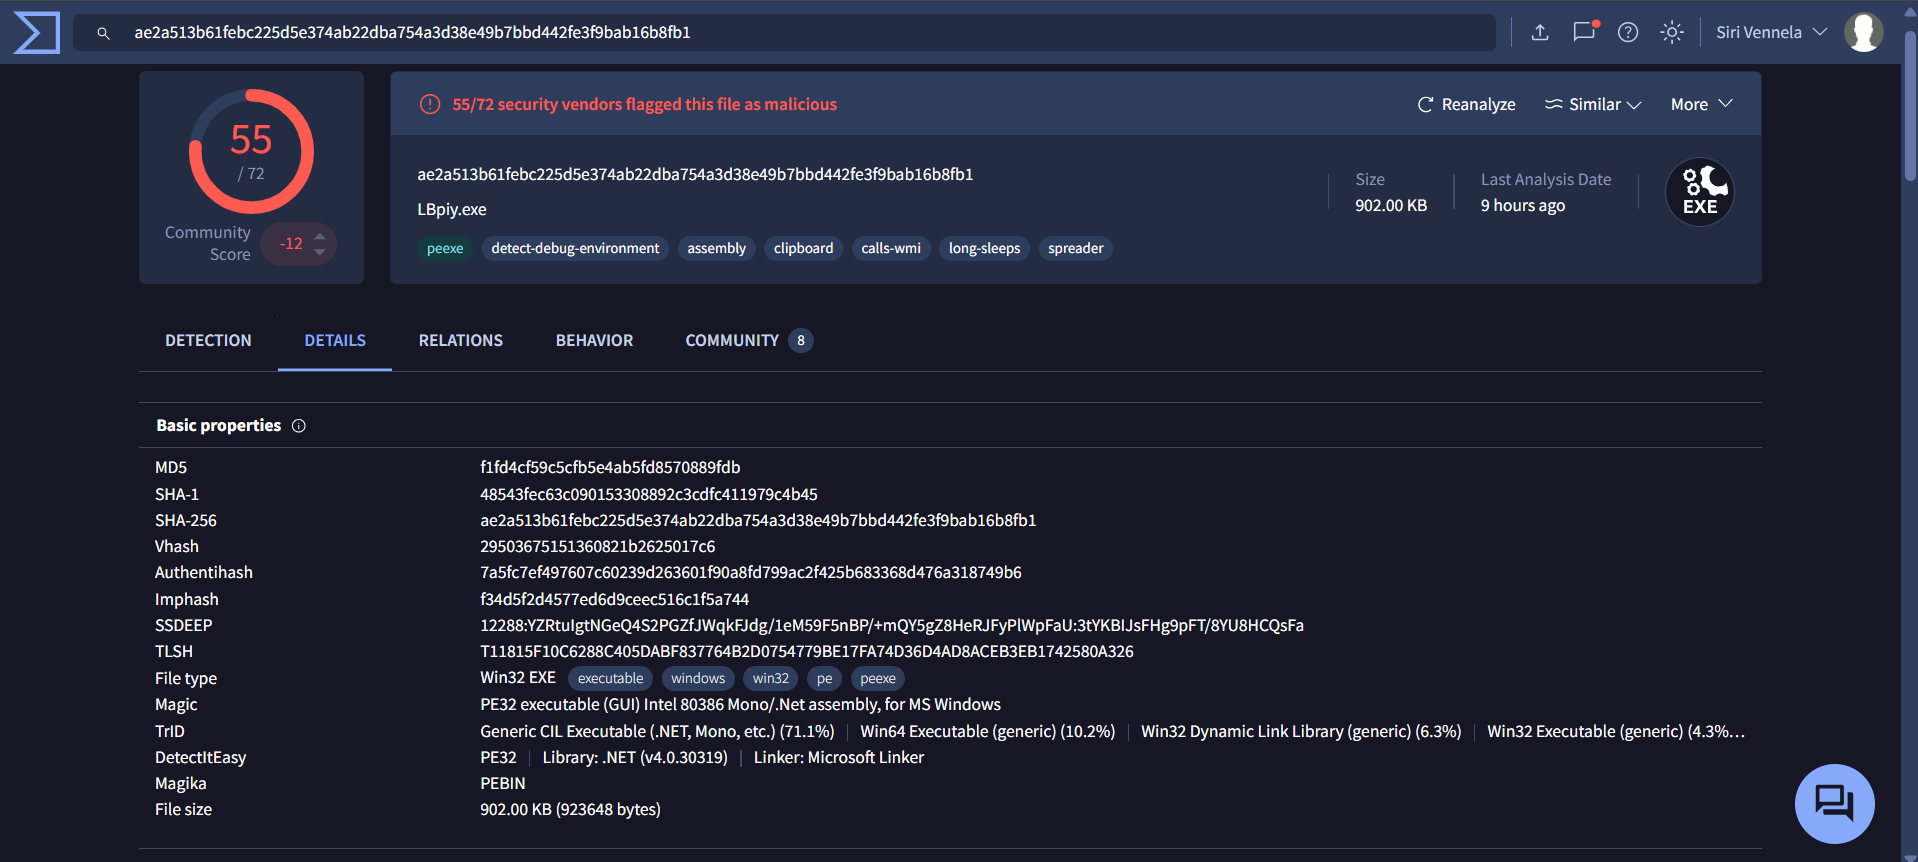 ae2a513b61febc225d5e374ab22dba754a3d38e49b7bbd442fe3f9bab16b8fb1
Siri Vennela
55
/ 72
Community
Score
-12
55/72 security vendors flagged this file as malicious
Reanalyze
Similar
More
ae2a513b61febc225d5e374ab22dba754a3d38e49b7bbd442fe3f9bab16b8fb1
LBpiy.exe
peexe
detect-debug-environment
assembly
clipboard
calls-wmi
long-sleeps
spreader
Size
902.00 KB
Last Analysis Date
9 hours ago
EXE
DETECTION
DETAILS
RELATIONS
BEHAVIOR
COMMUNITY 8
Basic properties
MD5 f1fd4cf59c5cfb5e4ab5fd8570889fdb
SHA-1 48543fec63c090153308892c3cdfc411979c4b45
SHA-256 ae2a513b61febc225d5e374ab22dba754a3d38e49b7bbd442fe3f9bab16b8fb1
Vhash 29503675151360821b2625017c6
Authentihash 7a5fc7ef497607c60239d263601f90a8fd799ac2f425b683368d476a318749b6
Imphash f34d5f2d4577ed6d9ceec516c1f5a744
SSDEEP 12288:YZRtuIgtNGeQ4S2PGZfJWqkFJdg/1eM59F5nBP/+mQY5gZ8HeRJFyPlWpFaU:3tYKBIJsFHg9pFT/8YU8HCQsFa
TLSH T11815F10C6288C405DABF837764B2D0754779BE17FA74D36D4AD8ACEB3EB1742580A326
File type Win32 EXE executable windows win32 pe peexe
Magic PE32 executable (GUI) Intel 80386 Mono/.Net assembly, for MS Windows
TrID Generic CIL Executable (.NET, Mono, etc.) (71.1%) Win64 Executable (generic) (10.2%) Win32 Dynamic Link Library (generic) (6.3%) Win32 Executable (generic) (4.3%…
DetectItEasy PE32 Library: .NET (v4.0.30319) Linker: Microsoft Linker
Magika PEBIN
File size 902.00 KB (923648 bytes)